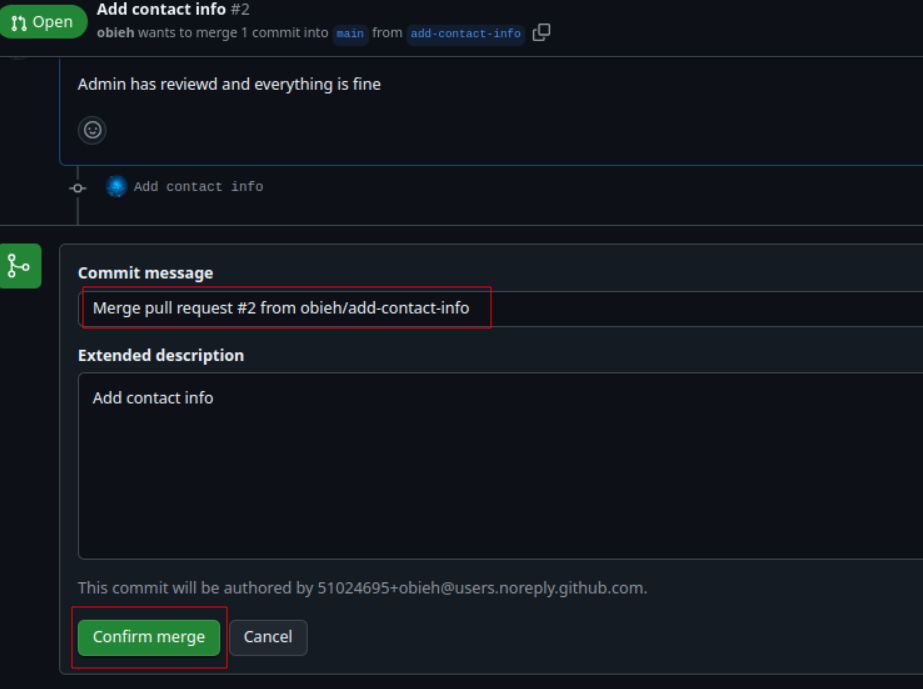 Open
Add contact info #2
obieh wants to merge 1 commit into main from add-contact-info
Admin has reviewd and everything is fine
Add contact info
Commit message
Merge pull request #2 from obieh/add-contact-info
Extended description
Add contact info
This commit will be authored by 51024695+obieh@users.noreply.github.com.
Confirm merge Cancel